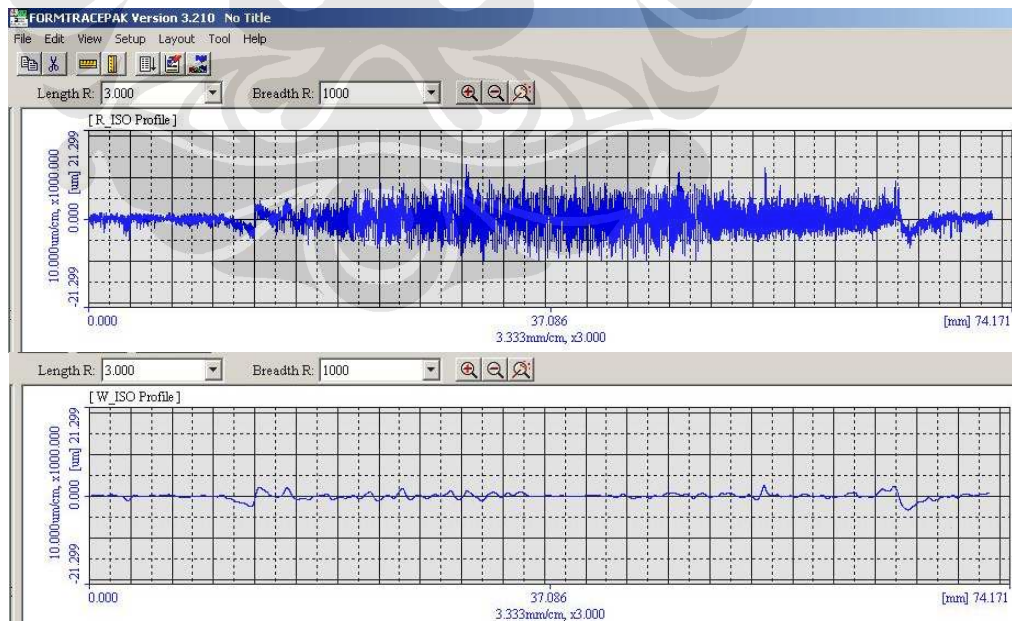 FORMTRACEPAK Version 3.210 No Title
File Edit View Setup Layout Tool Help
Length R: 3.000 Breadth R: 1000
[ R_ISO Profile ]
10.000um/cm, x1000.000
-21.299 0.000 [um] 21.299
0.000 37.086 [mm] 74.171
3.333mm/cm, x3.000
Length R: 3.000 Breadth R: 1000
[ W_ISO Profile ]
10.000um/cm, x1000.000
-21.299 0.000 [um] 21.299
0.000 37.086 [mm] 74.171
3.333mm/cm, x3.000